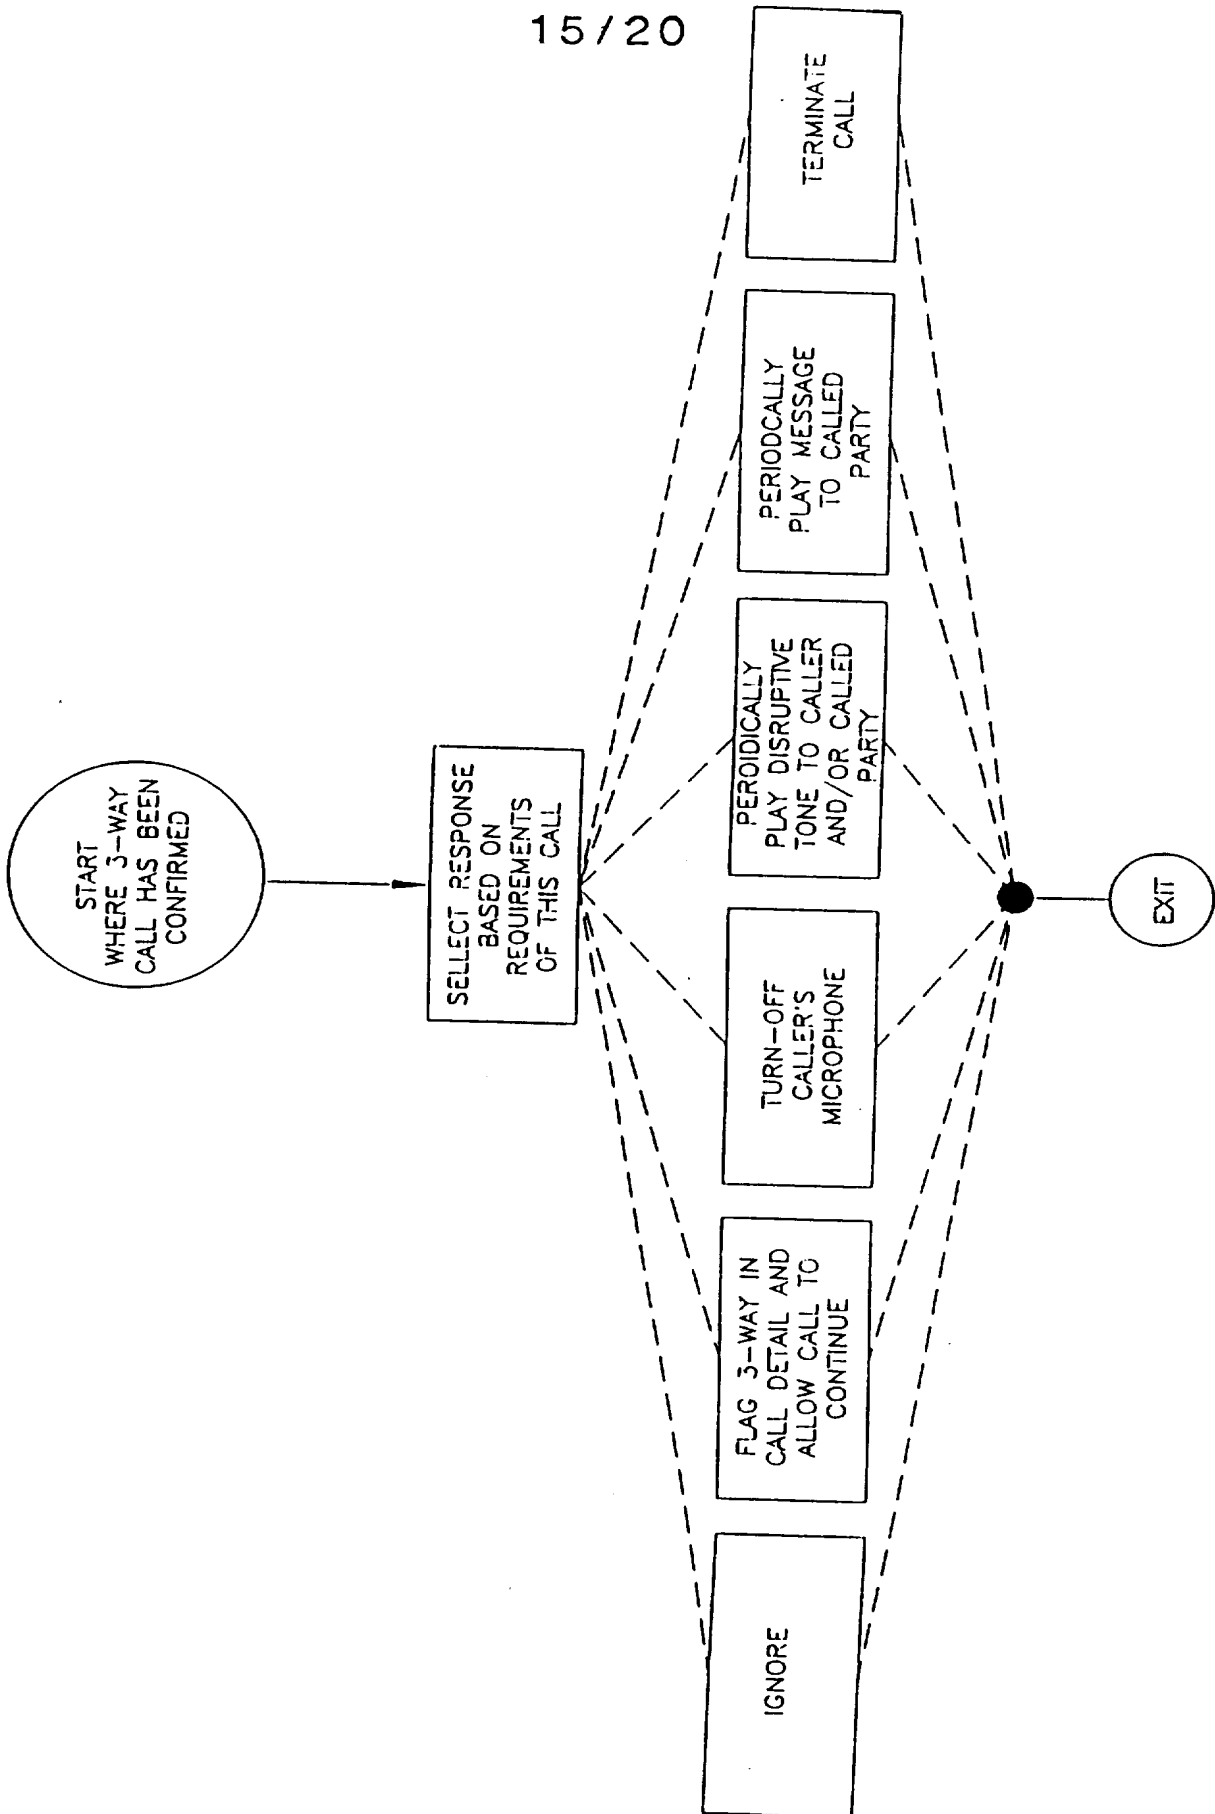 15/20
START
WHERE 3-WAY
CALL HAS BEEN
CONFIRMED
SELLECT RESPONSE
BASED ON
REQUIREMENTS
OF THIS CALL
IGNORE
FLAG 3-WAY IN
CALL DETAIL AND
ALLOW CALL TO
CONTINUE
TURN-OFF
CALLER'S
MICROPHONE
PEROIDICALLY
PLAY DISRUPTIVE
TONE TO CALLER
AND/OR CALLED
PARTY
PERIODCALLY
PLAY MESSAGE
TO CALLED
PARTY
TERMINATE
CALL
EXIT